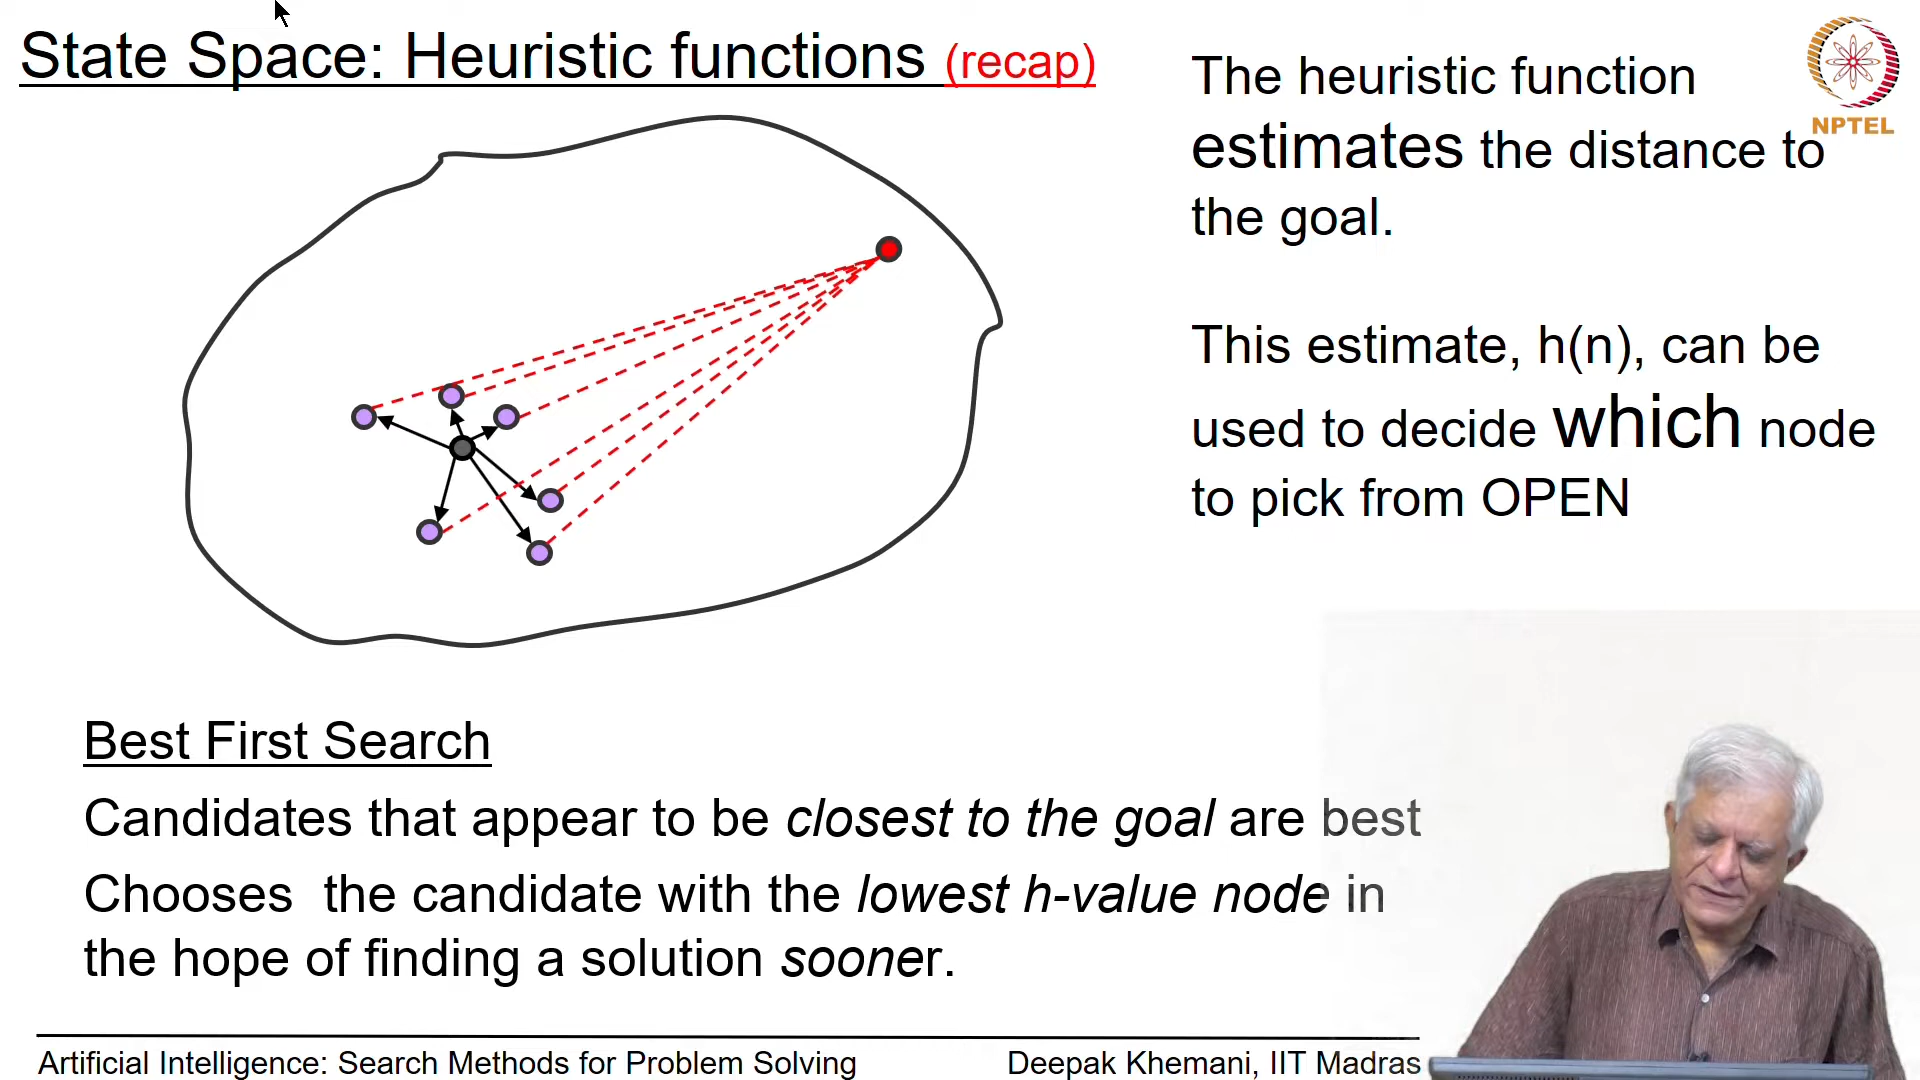 State Space: Heuristic functions (recap)
The heuristic function
estimates the distance to
the goal.
NPTEL
This estimate, h(n), can be
used to decide which node
to pick from OPEN
Best First Search
Candidates that appear to be closest to the goal are best
Chooses the candidate with the lowest h-value node in
the hope of finding a solution sooner.
Artificial Intelligence: Search Methods for Problem Solving
Deepak Khemani, IIT Madras